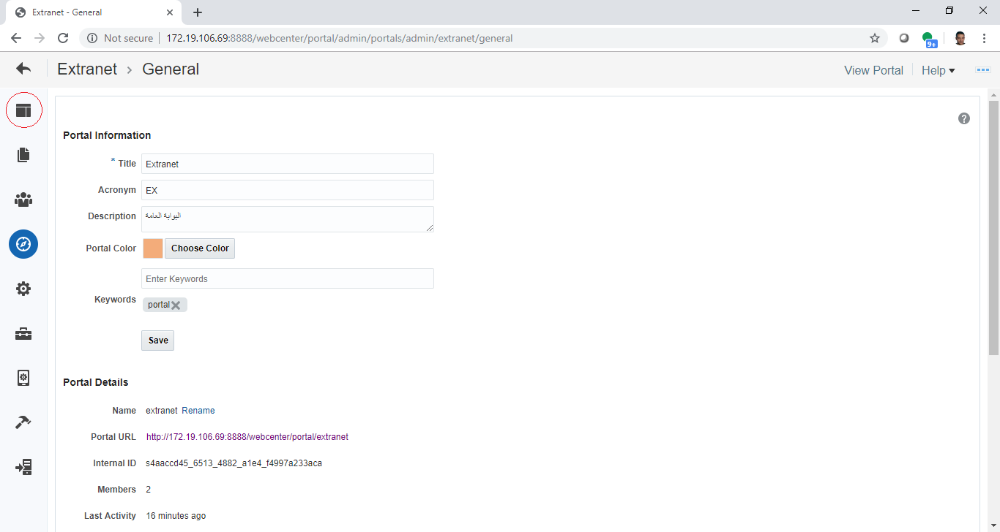 Extranet - General
Not secure 172.19.106.69:8888/webcenter/portal/admin/portals/admin/extranet/general
9+
Extranet > General
View Portal Help
?
Portal Information
* Title Extranet
Acronym EX
Description البوابة العامة
Portal Color Choose Color
Enter Keywords
Keywords portal
Save
Portal Details
Name extranet Rename
Portal URL http://172.19.106.69:8888/webcenter/portal/extranet
Internal ID s4aaccd45_6513_4882_a1e4_f4997a233aca
Members 2
Last Activity 16 minutes ago